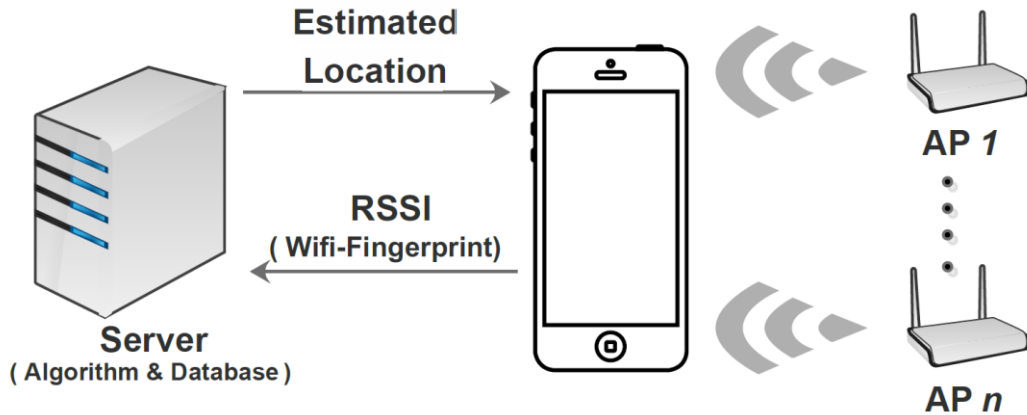 Estimated
Location
RSSI
( Wifi-Fingerprint)
Server
( Algorithm & Database )
AP 1
AP n